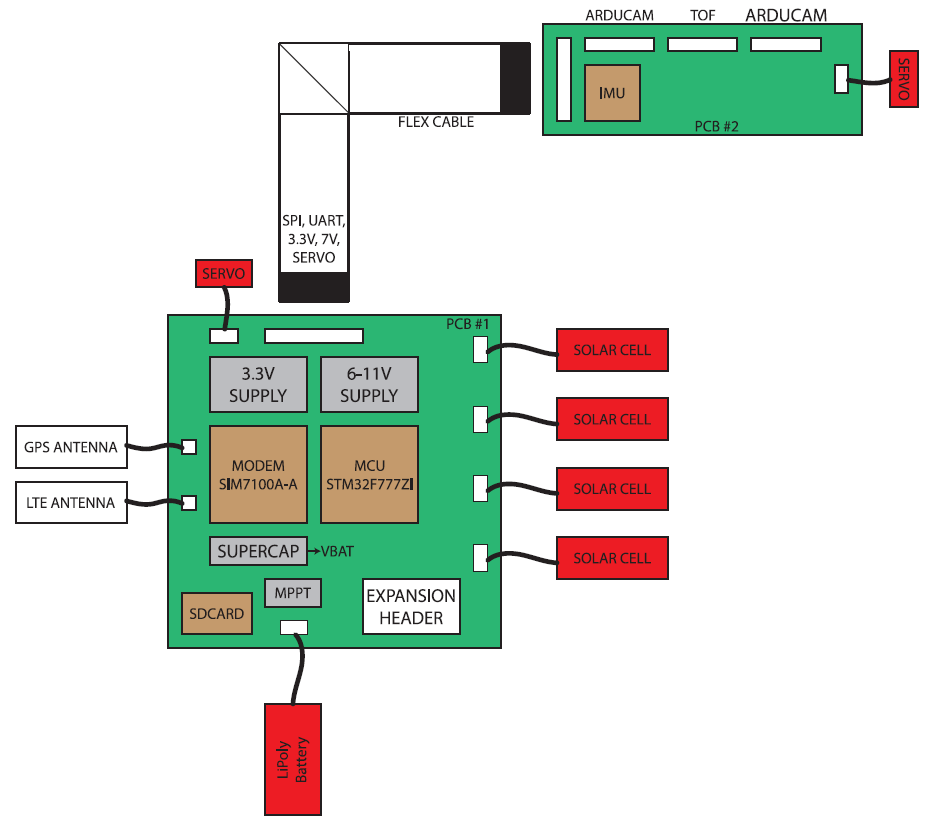 ARDUCAM
TOF
ARDUCAM
IMU
SERVO
PCB #2
FLEX CABLE
SPI, UART,
3.3V, 7V,
SERVO
SERVO
PCB #1
3.3V
SUPPLY
6-11V
SUPPLY
SOLAR CELL
SOLAR CELL
GPS ANTENNA
MODEM
SIM7100A-A
MCU
STM32F777ZI
SOLAR CELL
LTE ANTENNA
SUPERCAP
VBAT
SOLAR CELL
MPPT
SDCARD
EXPANSION
HEADER
LiPoly
Battery